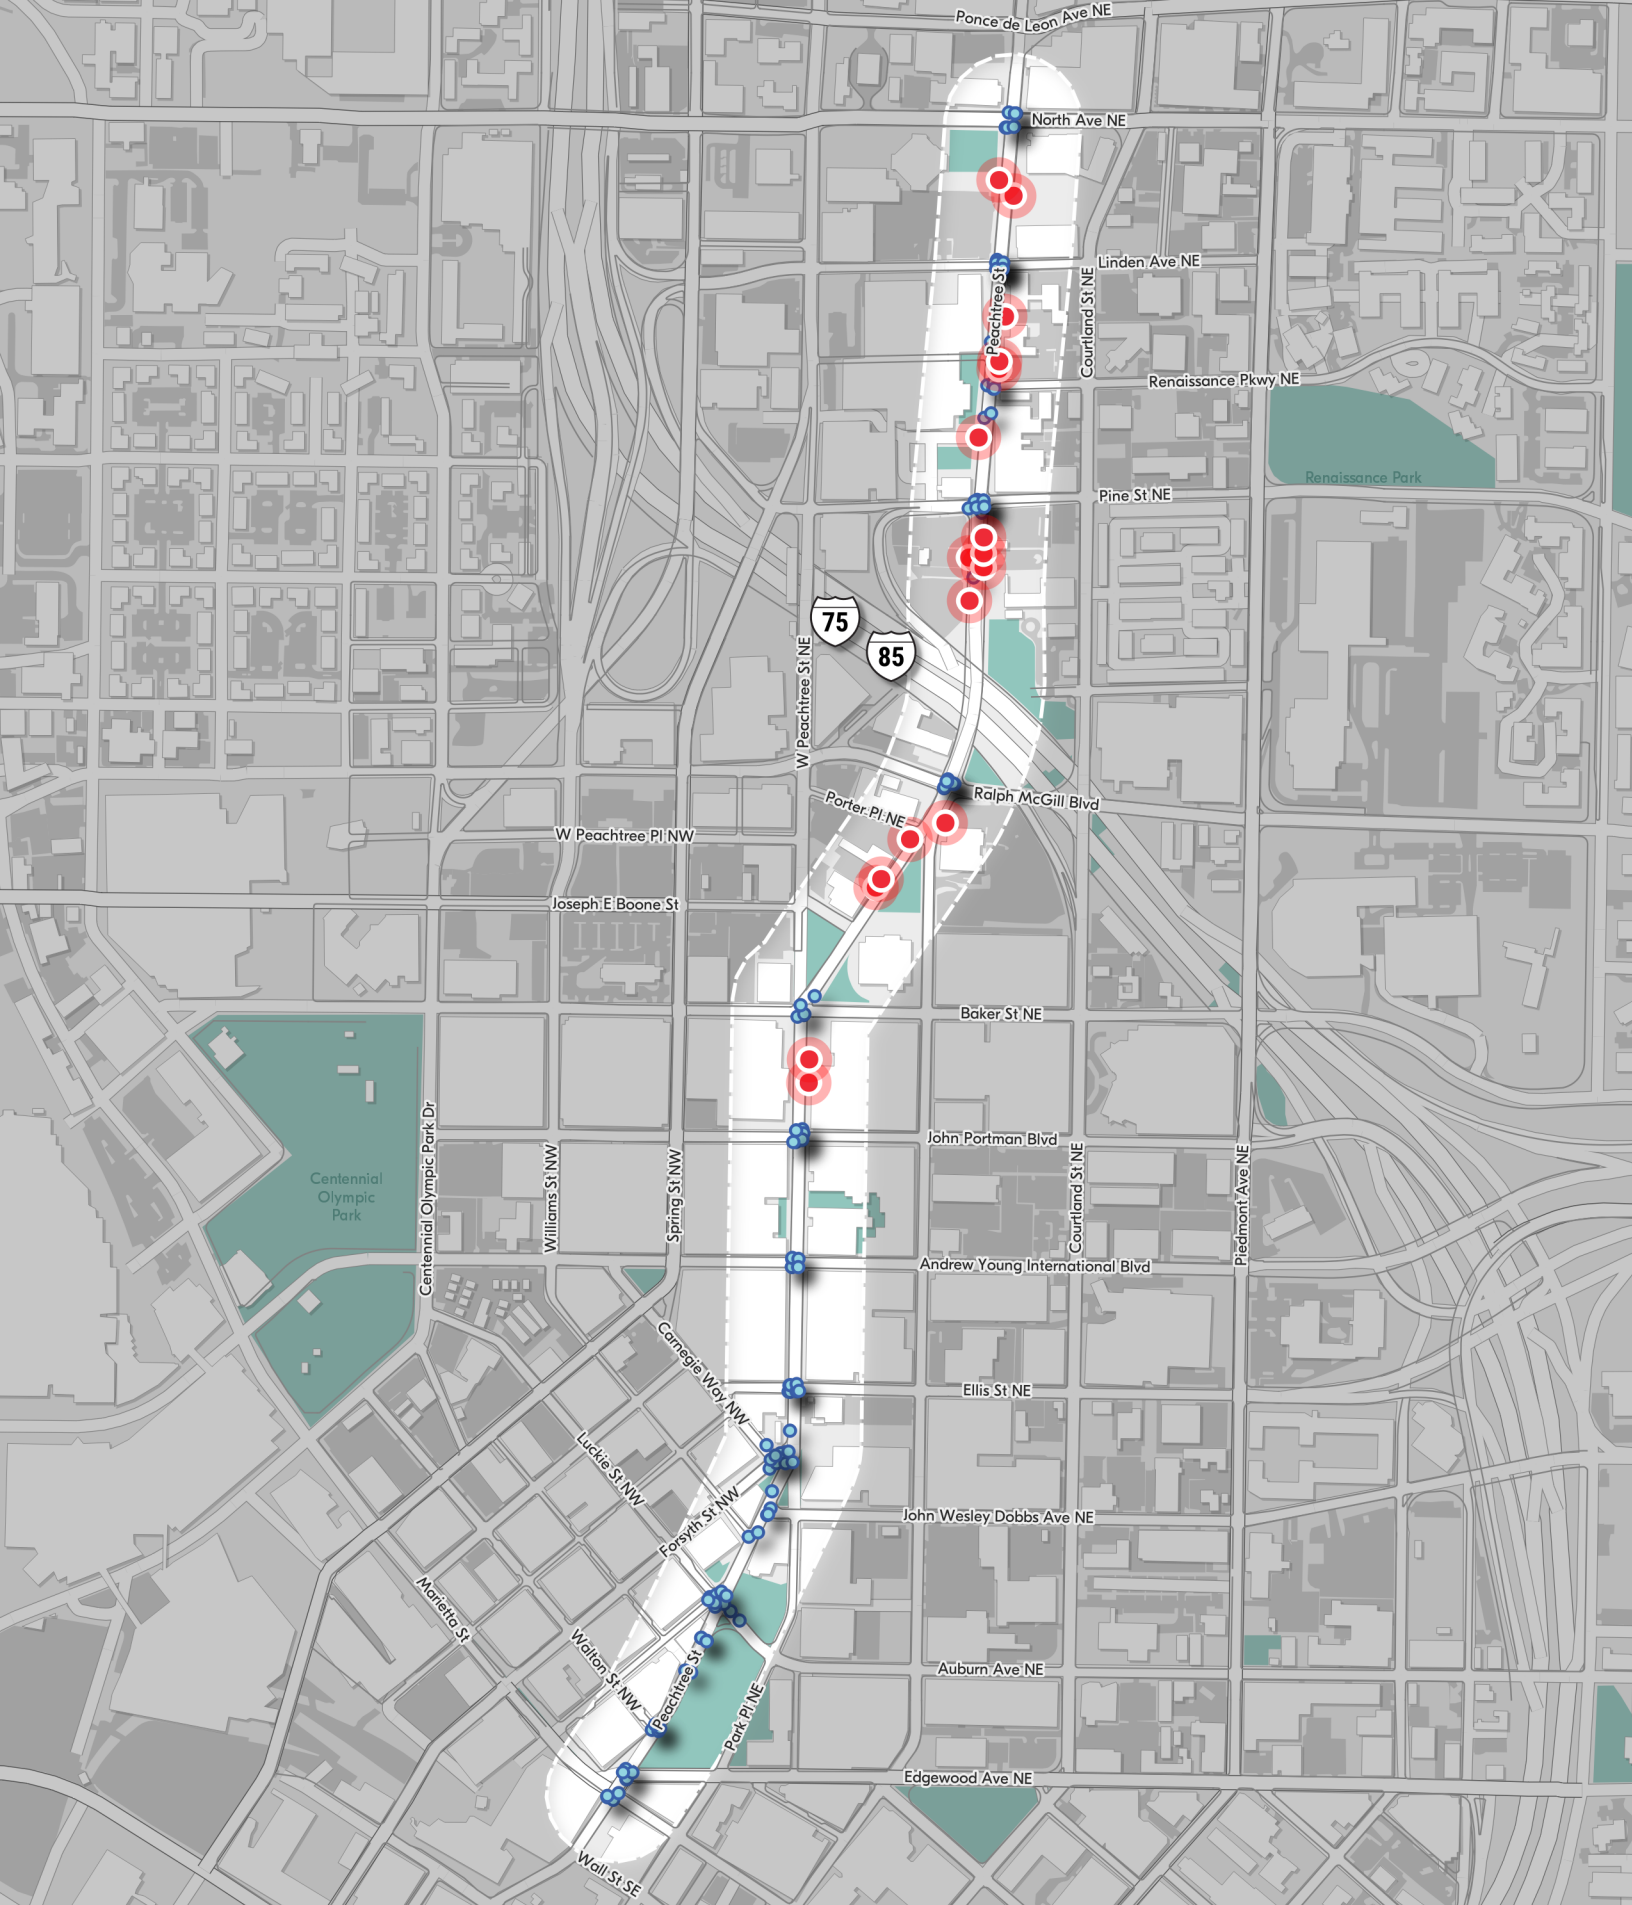 Ponce de Leon Ave NE
North Ave NE
Linden Ave NE
Peachtree St
Courtland St NE
Renaissance Pkwy NE
Renaissance Park
Pine St NE
75
85
W Peachtree St NE
Ralph McGill Blvd
Porter Pl NE
W Peachtree Pl NW
Joseph E Boone St
Baker St NE
Centennial Olympic Park Dr
John Portman Blvd
Williams St NW
Spring St NW
Courtland St NE
Piedmont Ave NE
Centennial
Olympic
Park
Andrew Young International Blvd
Carnegie Way NW
Ellis St NE
Luckie St NW
Forsyth St NW
John Wesley Dobbs Ave NE
Marietta St
Walton St NW
Peachtree St
Park Pl NE
Auburn Ave NE
Edgewood Ave NE
Wall St SE